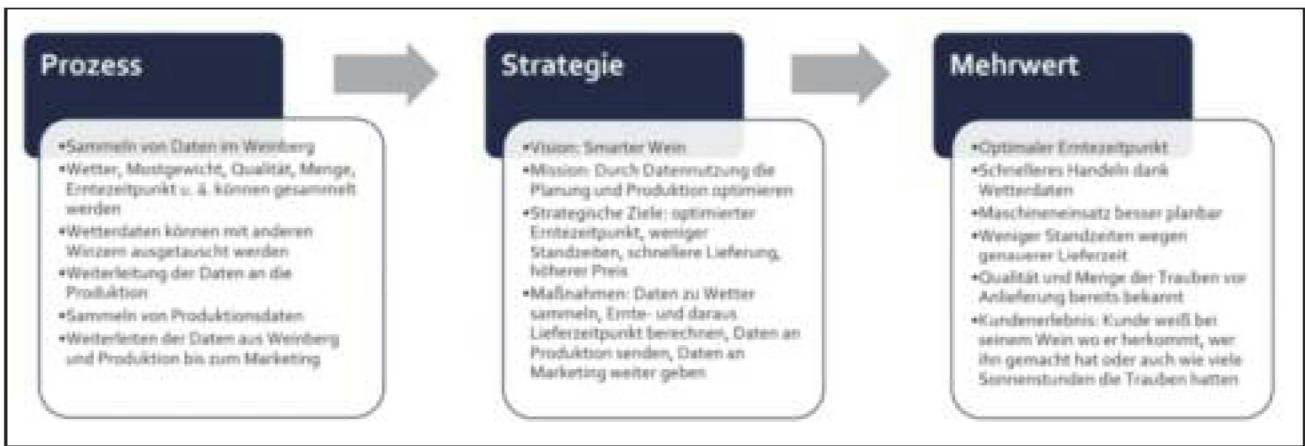 Prozess
•Sammeln von Daten im Weinberg
•Wetter, Mostgewicht, Qualität, Menge,
Erntezeitpunkt u. ä. können gesammelt
werden
•Wetterdaten können mit anderen
Winzern ausgetauscht werden
•Weiterleitung der Daten an die
Produktion
•Sammeln von Produktionsdaten
•Weiterleiten der Daten aus Weinberg
und Produktion bis zum Marketing
Strategie
•Vision: Smarter Wein
•Mission: Durch Datennutzung die
Planung und Produktion optimieren
•Strategische Ziele: optimierter
Erntezeitpunkt, weniger
Standzeiten, schnellere Lieferung,
höherer Preis
•Maßnahmen: Daten zu Wetter
sammeln, Ernte- und daraus
Lieferzeitpunkt berechnen, Daten an
Produktion senden, Daten an
Marketing weiter geben
Mehrwert
•Optimaler Erntezeitpunkt
•Schnelleres Handeln dank
Wetterdaten
•Maschineneinsatz besser planbar
•Weniger Standzeiten wegen
genauerer Lieferzeit
•Qualität und Menge der Trauben vor
Anlieferung bereits bekannt
•Kundenerlebnis: Kunde weiß bei
seinem Wein wo er herkommt, wer
ihn gemacht hat oder auch wie viele
Sonnenstunden die Trauben hatten